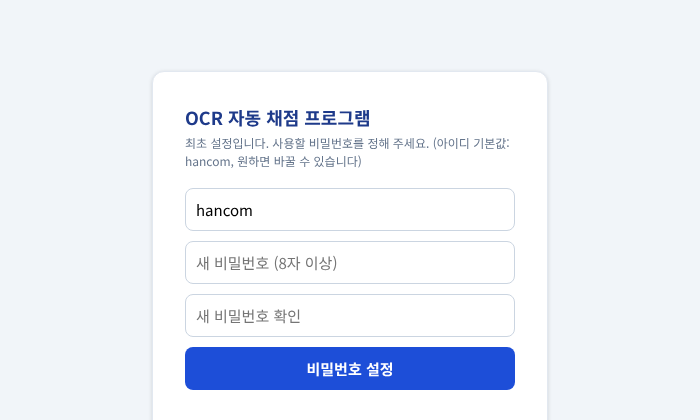 OCR 자동 채점 프로그램
최초 설정입니다. 사용할 비밀번호를 정해 주세요. (아이디 기본값:
hancom, 원하면 바꿀 수 있습니다)
hancom
새 비밀번호 (8자 이상)
새 비밀번호 확인
비밀번호 설정